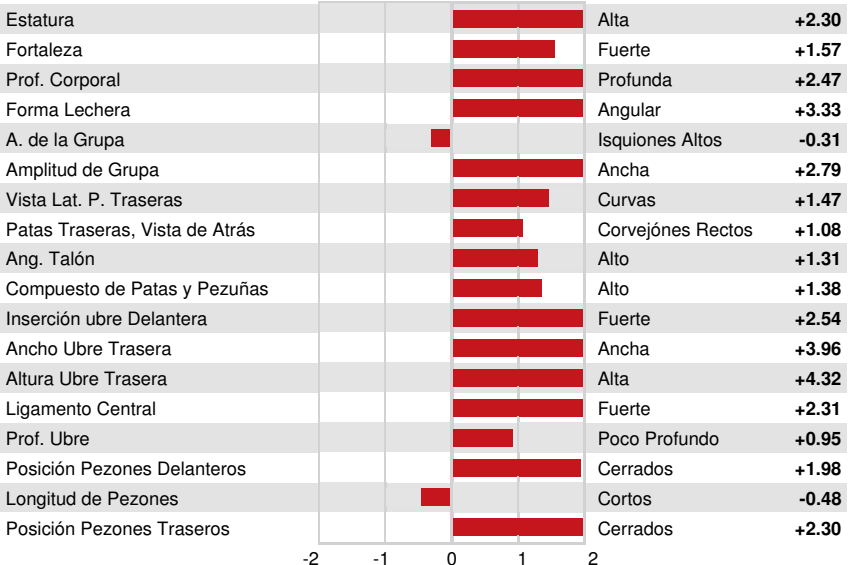 Estatura Alta +2.30
Fortaleza Fuerte +1.57
Prof. Corporal Profunda +2.47
Forma Lechera Angular +3.33
A. de la Grupa Isquiones Altos -0.31
Amplitud de Grupa Ancha +2.79
Vista Lat. P. Traseras Curvas +1.47
Patas Traseras, Vista de Atrás Corvejónes Rectos +1.08
Ang. Talón Alto +1.31
Compuesto de Patas y Pezuñas Alto +1.38
Inserción ubre Delantera Fuerte +2.54
Ancho Ubre Trasera Ancha +3.96
Altura Ubre Trasera Alta +4.32
Ligamento Central Fuerte +2.31
Prof. Ubre Poco Profundo +0.95
Posición Pezones Delanteros Cerrados +1.98
Longitud de Pezones Cortos -0.48
Posición Pezones Traseros Cerrados +2.30
-2 -1 0 1 2